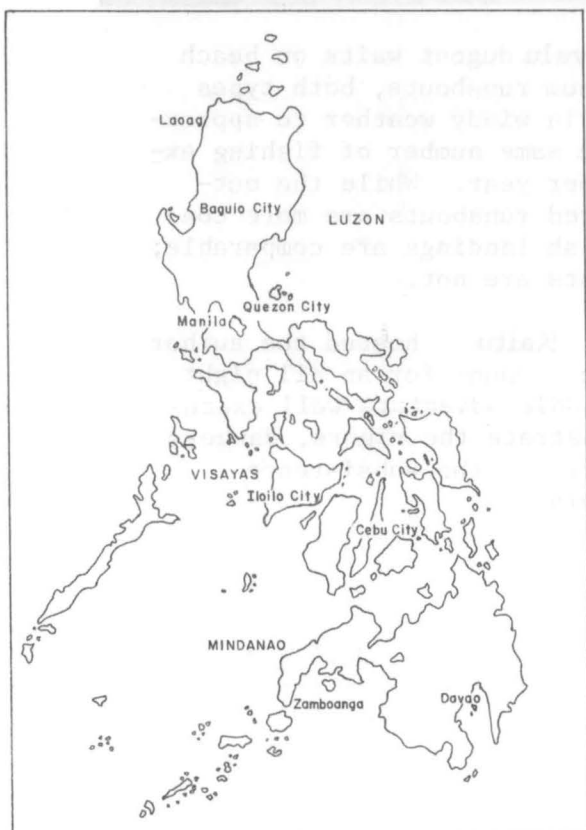 Laoag
Baguio City
LUZON
Quezon City
Manila
VISAYAS
Iloilo City
Cebu City
MINDANAO
Zamboanga
Davao